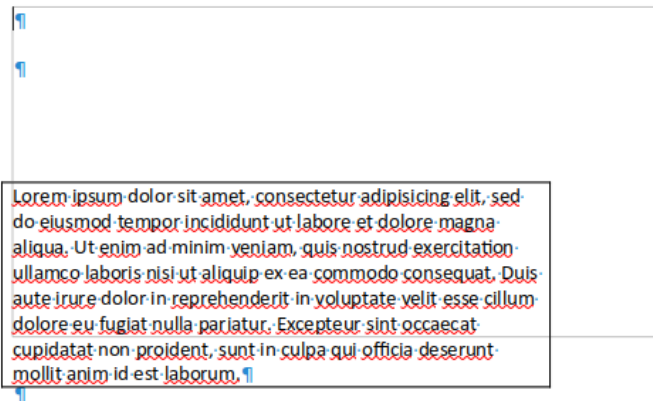 ¶
¶
Lorem ipsum dolor sit amet, consectetur adipisicing elit, sed
do eiusmod tempor incididunt ut labore et dolore magna
aliqua. Ut enim ad minim veniam, quis nostrud exercitation
ullamco laboris nisi ut aliquip ex ea commodo consequat. Duis
aute irure dolor in reprehenderit in voluptate velit esse cillum
dolore eu fugiat nulla pariatur. Excepteur sint occaecat
cupidatat non proident, sunt in culpa qui officia deserunt
mollit anim id est laborum.¶
¶